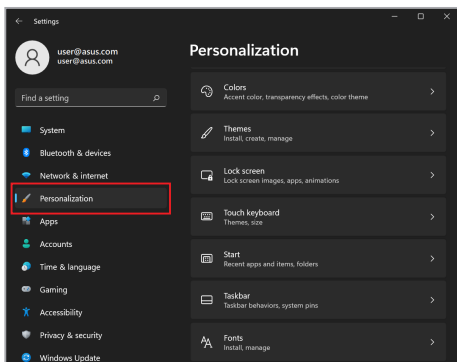 Settings
user@asus.com
user@asus.com
Find a setting
System
Bluetooth & devices
Network & internet
Personalization
Apps
Accounts
Time & language
Gaming
Accessibility
Privacy & security
Windows Update
Personalization
Colors
Accent color, transparency effects, color theme
Themes
Install, create, manage
Lock screen
Lock screen images, apps, animations
Touch keyboard
Themes, size
Start
Recent apps and items, folders
Taskbar
Taskbar behaviors, system pins
Fonts
Install, manage